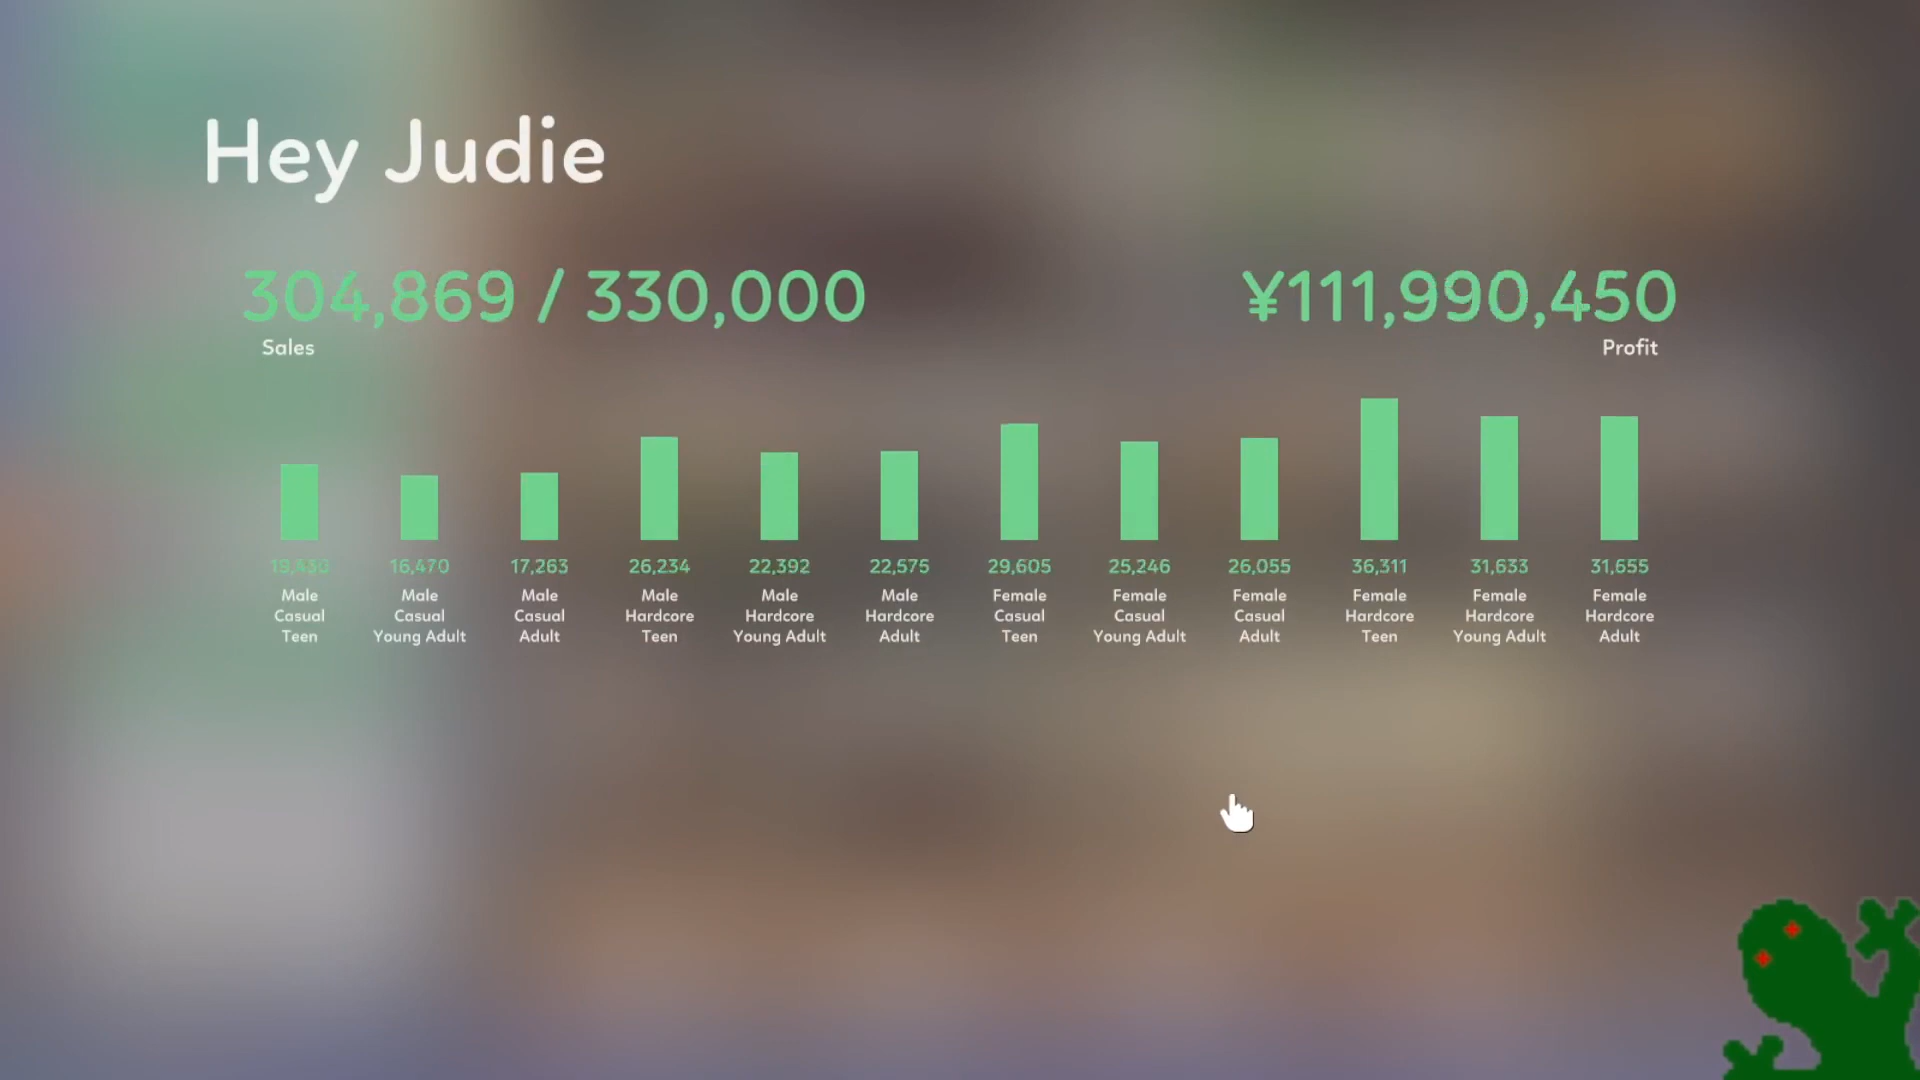 Hey Judie
304,869 / 330,000
Sales
¥111,990,450
Profit
19,430
Male
Casual
Teen
16,470
Male
Casual
Young Adult
17,263
Male
Casual
Adult
26,234
Male
Hardcore
Teen
22,392
Male
Hardcore
Young Adult
22,575
Male
Hardcore
Adult
29,605
Female
Casual
Teen
25,246
Female
Casual
Young Adult
26,055
Female
Casual
Adult
36,311
Female
Hardcore
Teen
31,633
Female
Hardcore
Young Adult
31,655
Female
Hardcore
Adult